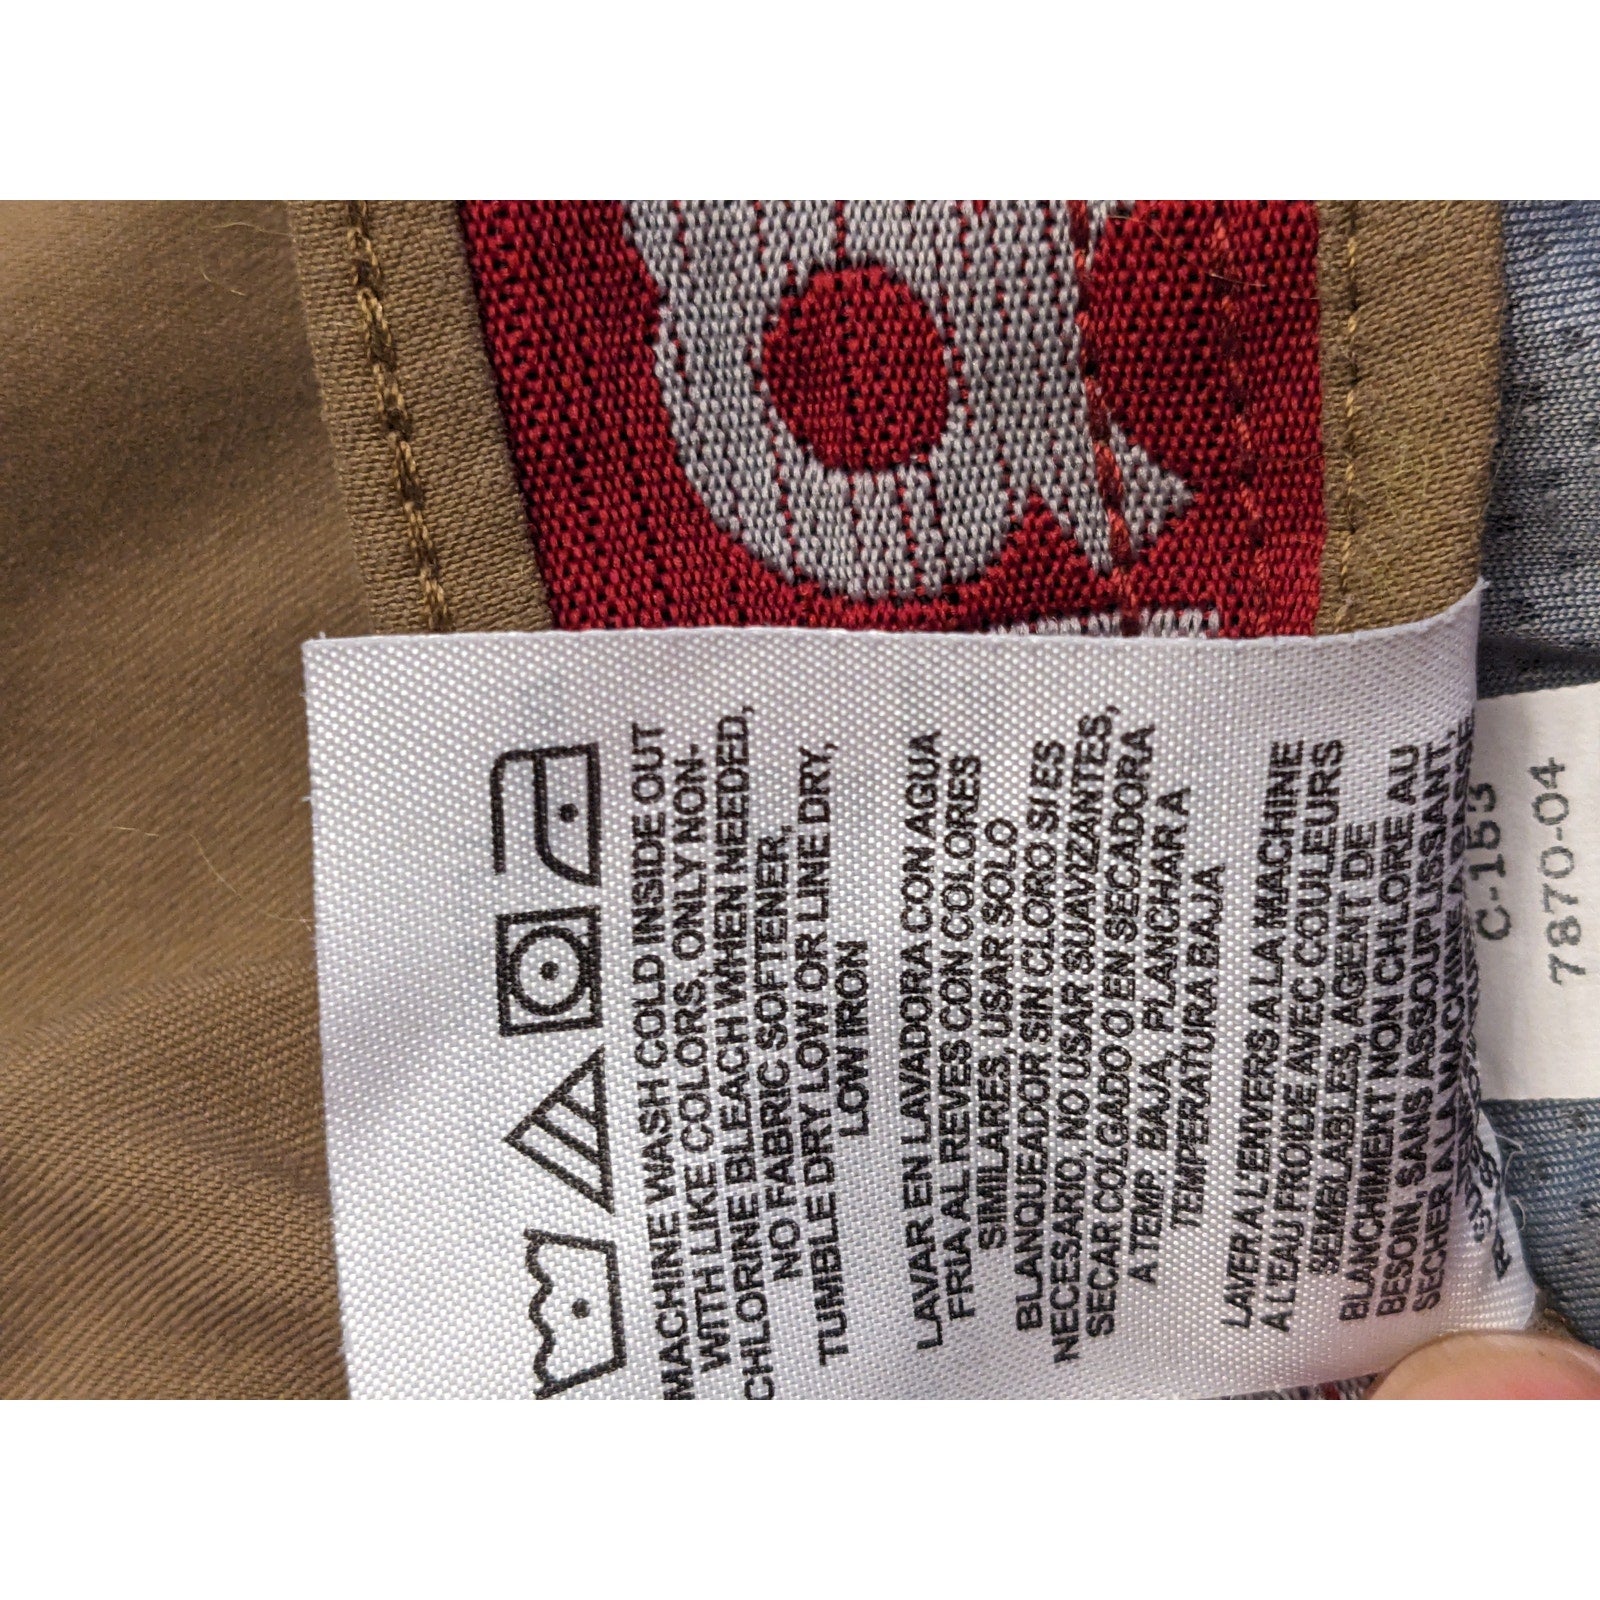 MACHINE WASH COLD INSIDE OUT
WITH LIKE COLORS, ONLY NON-
CHLORINE BLEACH WHEN NEEDED,
NO FABRIC SOFTENER,
TUMBLE DRY LOW OR LINE DRY,
LOW IRON
LAVAR EN LAVADORA CON AGUA
FRIA AL REVES CON COLORES
SIMILARES, USAR SOLO
BLANQUEADOR SIN CLORO SI ES
NECESARIO, NO USAR SUAVIZANTES,
SECAR COLGADO O EN SECADORA
A TEMP. BAJA, PLANCHAR A
TEMPERATURA BAJA
LAVER A L'ENVERS A LA MACHINE
A L'EAU FROIDE AVEC COULEURS
SEMBLABLES, AGENT DE
BLANCHIMENT NON CHLORE AU
BESOIN, SANS ASSOUPLISSANT,
SECHER A LA MACHINE A BASSE
C-153
7870-04